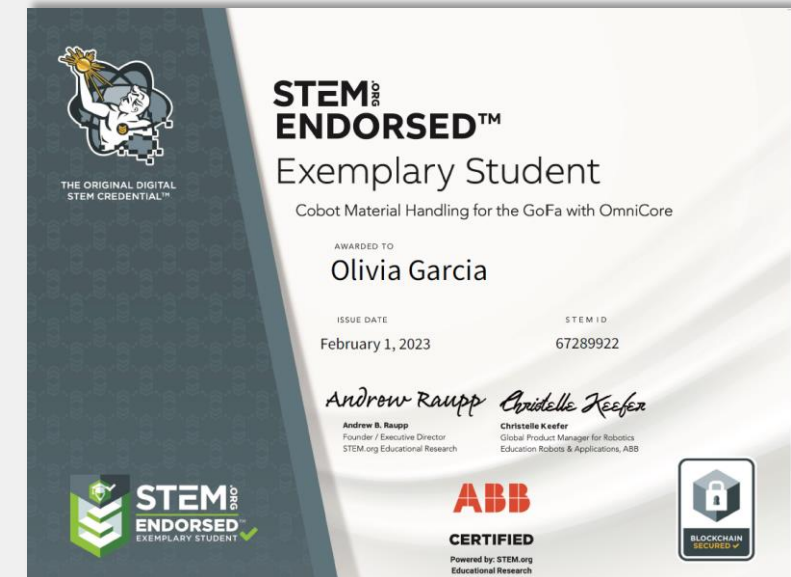 THE ORIGINAL DIGITAL
STEM CREDENTIAL™
STEM.ORG
ENDORSED™
Exemplary Student
Cobot Material Handling for the GoFa with OmniCore
AWARDED TO
Olivia Garcia
ISSUE DATE
February 1, 2023
STEM ID
67289922
Andrew Raupp
Andrew B. Raupp
Founder / Executive Director
STEM.org Educational Research
Christelle Keefer
Christelle Keefer
Global Product Manager for Robotics
Education Robots & Applications, ABB
STEM.ORG
ENDORSED™
EXEMPLARY STUDENT
ABB
CERTIFIED
Powered by: STEM.org
Educational Research
BLOCKCHAIN
SECURED